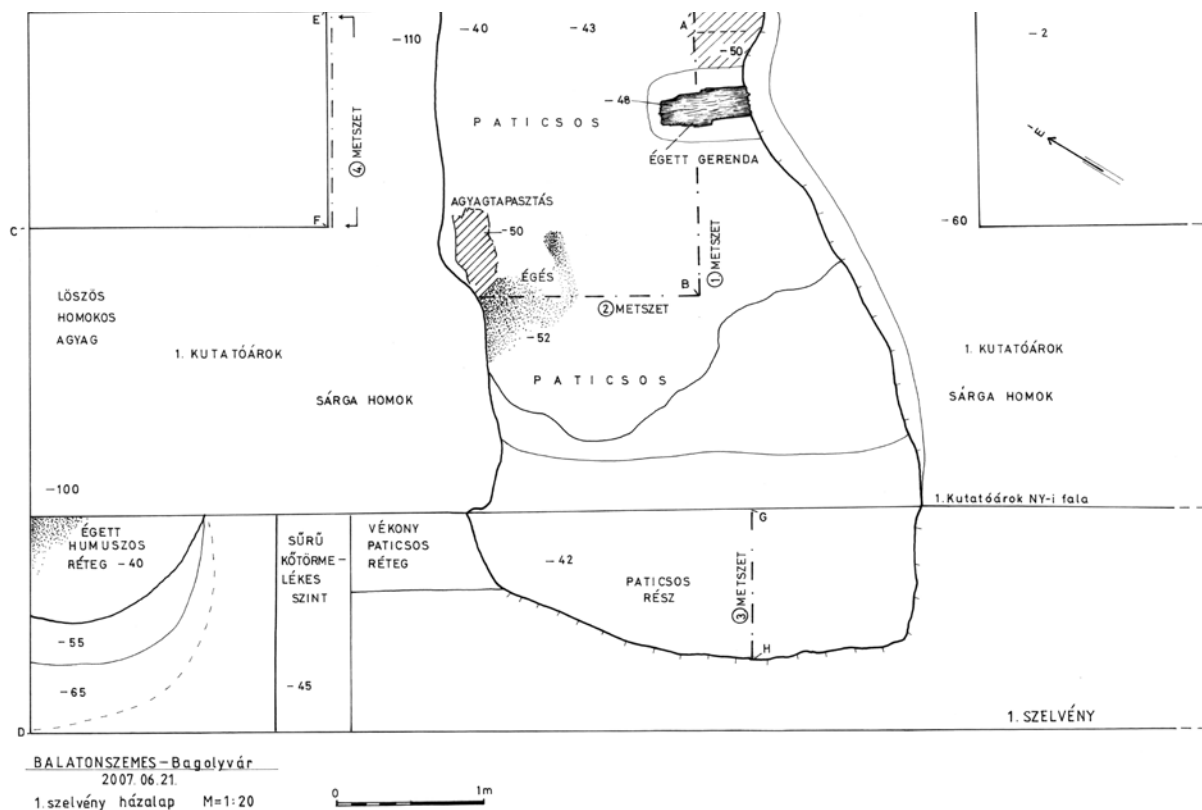 E
-110
-40
-43
A
-50
-2
④ METSZET
-48
PATICSOS
-É-
ÉGETT GERENDA
AGYAGTAPASZTÁS
F
C
-50
① METSZET
-60
ÉGÉS
B
② METSZET
LÖSZÖS
HOMOKOS
AGYAG
-52
1. KUTATÓÁROK
1. KUTATÓÁROK
PATICSOS
SÁRGA HOMOK
SÁRGA HOMOK
-100
1.Kutatóárok NY-i fala
G
ÉGETT
HUMUSZOS
RÉTEG -40
SŰRŰ
KŐTÖRME-
LÉKES
SZINT
VÉKONY
PATICSOS
RÉTEG
-42
PATICSOS
RÉSZ
③ METSZET
H
-55
-65
-45
D
1. SZELVÉNY
BALATONSZEMES-Bagolyvár
2007. 06.21.
1. szelvény házalap M=1:20
0 1m